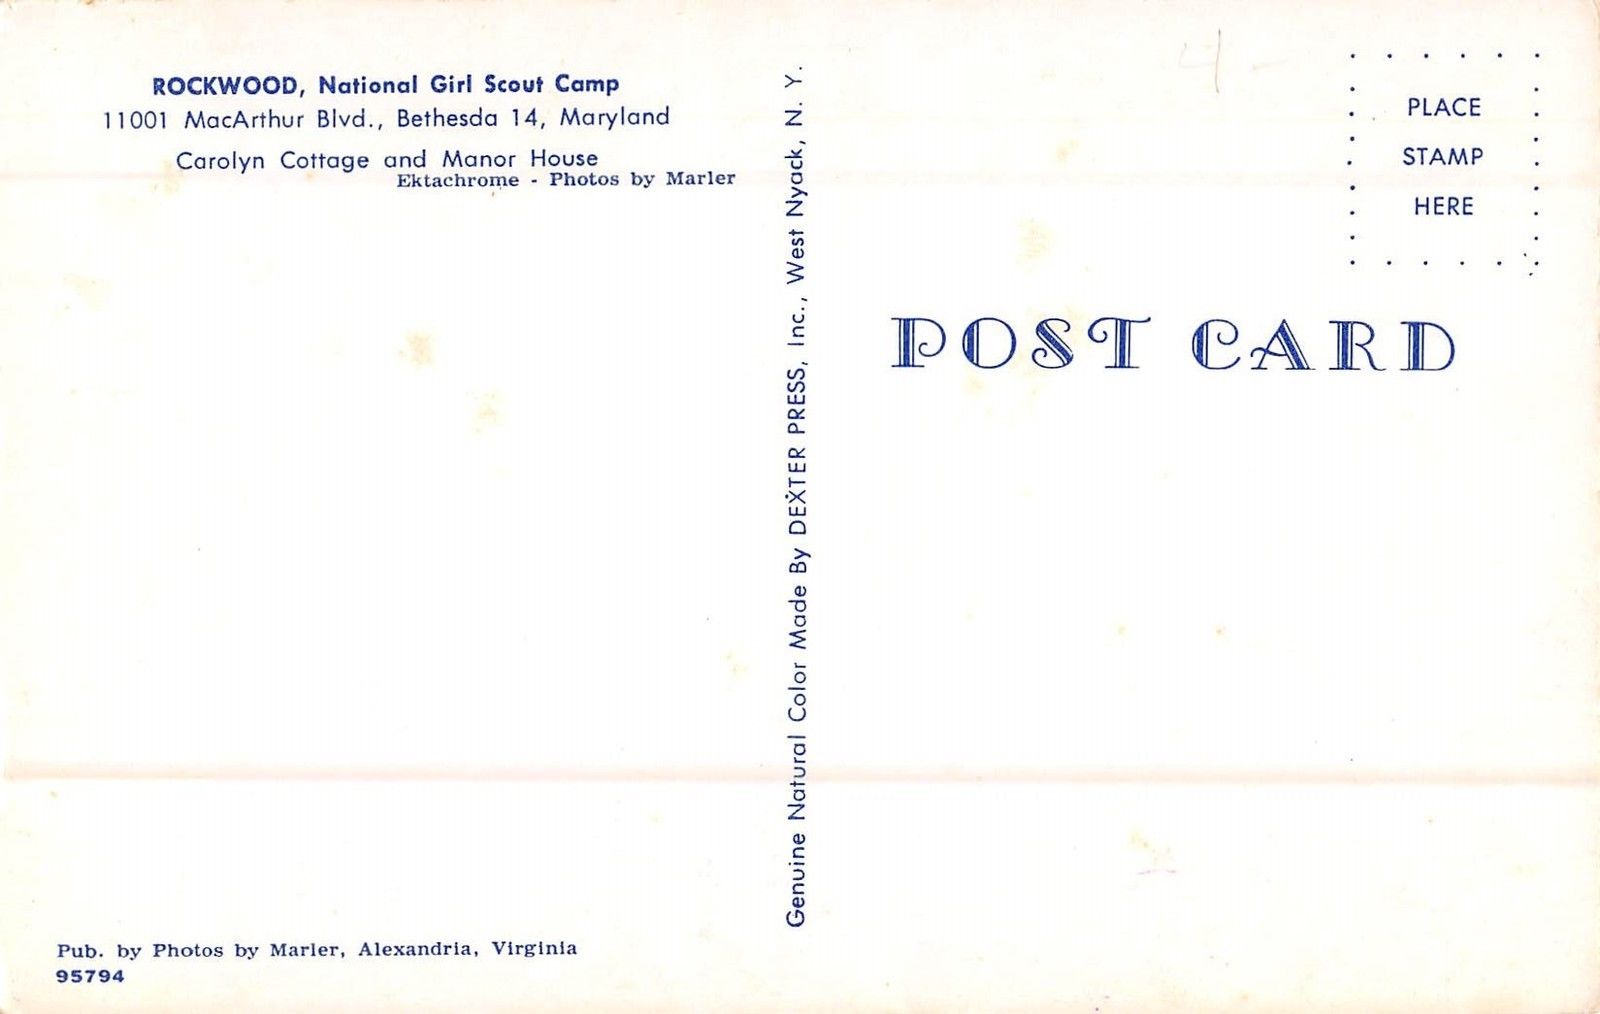 ROCKWOOD, National Girl Scout Camp
11001 MacArthur Blvd., Bethesda 14, Maryland
Carolyn Cottage and Manor House
Ektachrome - Photos by Marler
Pub. by Photos by Marler, Alexandria, Virginia
95794
Genuine Natural Color Made By DEXTER PRESS, Inc., West Nyack, N. Y.
4 -
PLACE
STAMP
HERE
POST CARD